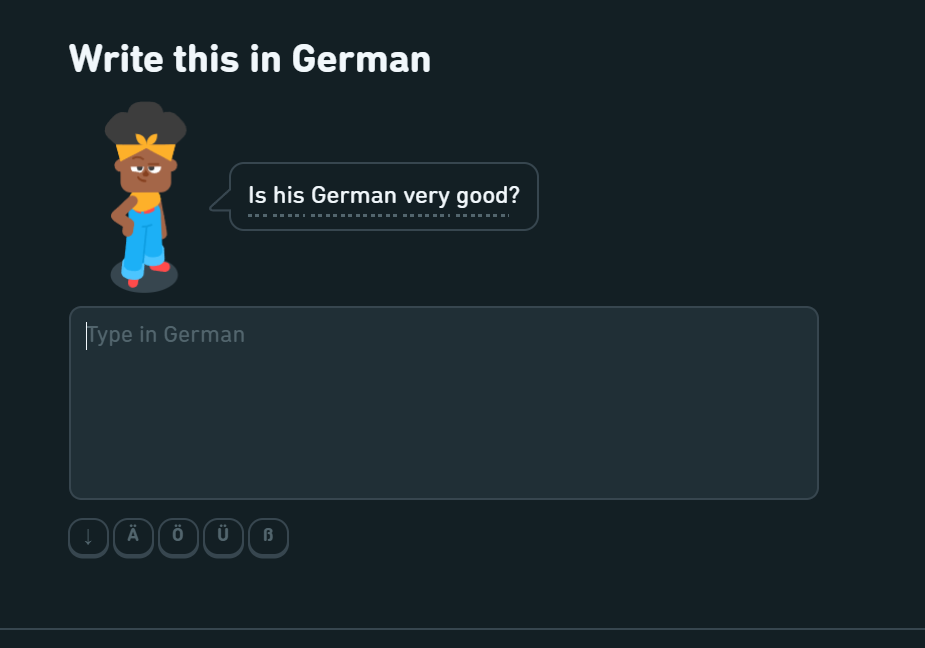 Write this in German
Is his German very good?
Type in German
↓ Ä Ö Ü ß